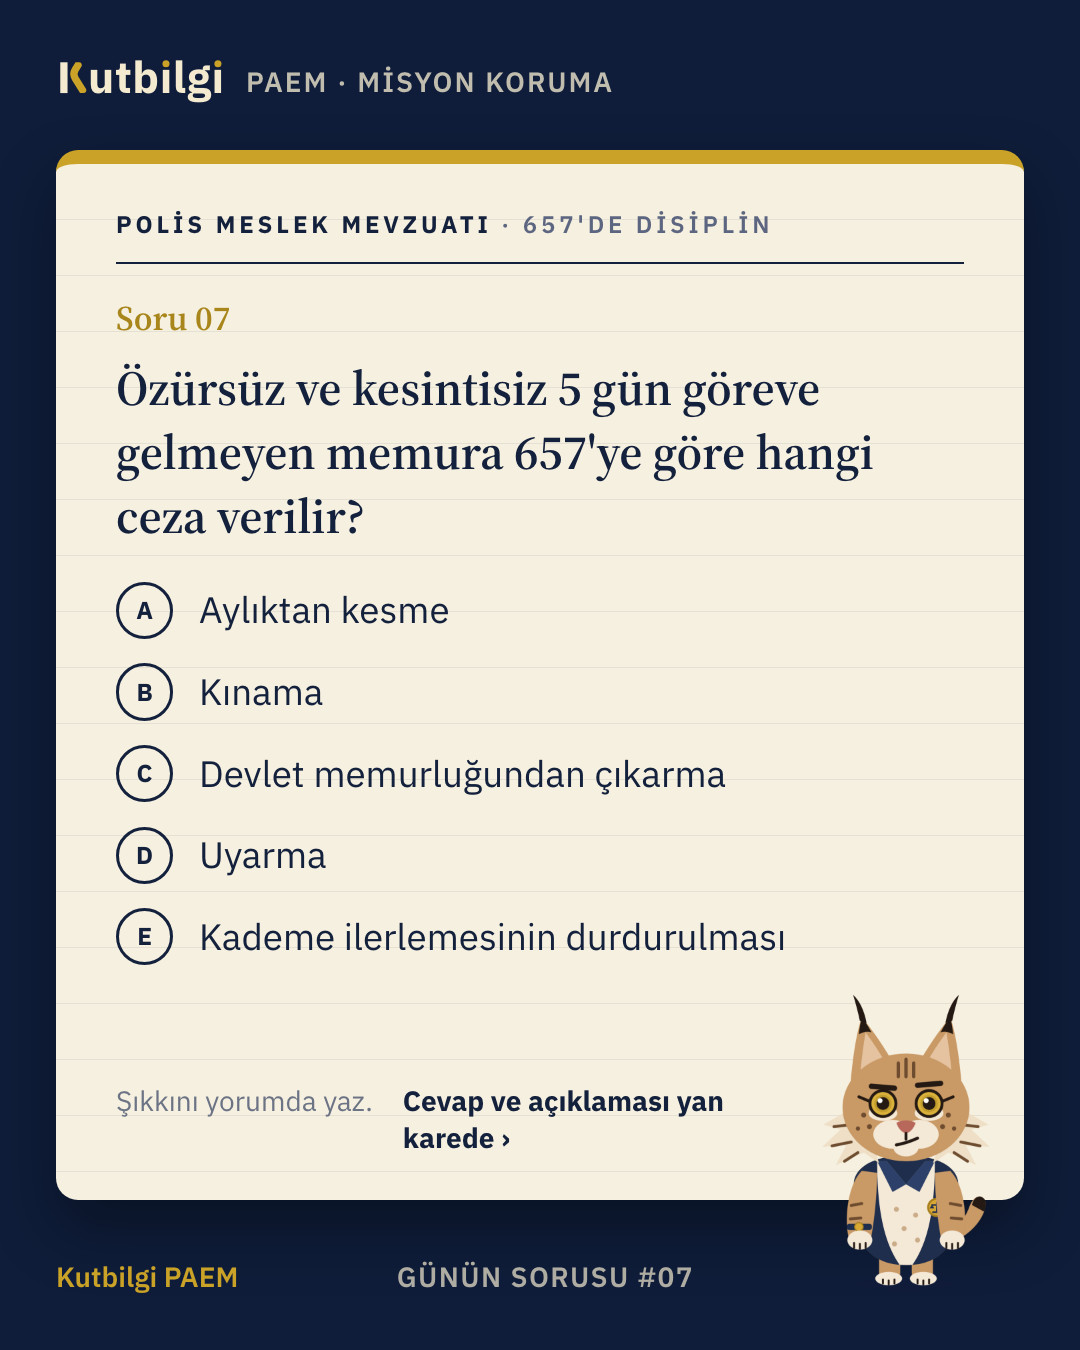 Kutbilgi PAEM · MİSYON KORUMA
POLİS MESLEK MEVZUATI · 657'DE DİSİPLİN
Soru 07
Özürsüz ve kesintisiz 5 gün göreve
gelmeyen memura 657'ye göre hangi
ceza verilir?
A Aylıktan kesme
B Kınama
C Devlet memurluğundan çıkarma
D Uyarma
E Kademe ilerlemesinin durdurulması
Şıkkını yorumda yaz. Cevap ve açıklaması yan
karede ›
Kutbilgi PAEM GÜNÜN SORUSU #07